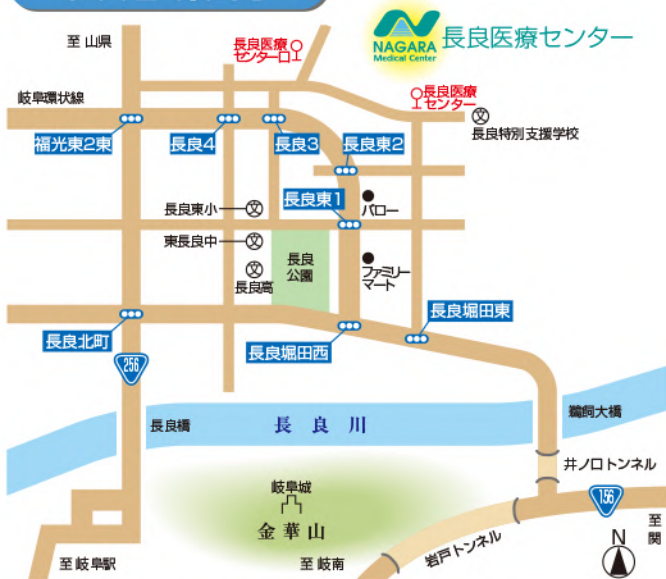 至 山県
長良医療
センター口
NAGARA
Medical Center
長良医療センター
岐阜環状線
長良医療
センター
文
長良特別支援学校
福光東2東
長良4
長良3
長良東2
長良東小
文
長良東1
バロー
東長良中
文
長良
公園
ファミリー
マート
文
長良高
長良堀田東
長良北町
長良堀田西
256
長良橋
長良川
鵜飼大橋
井ノ口トンネル
岐阜城
金華山
156
至
関
岩戸トンネル
N
至 岐阜駅
至 岐南